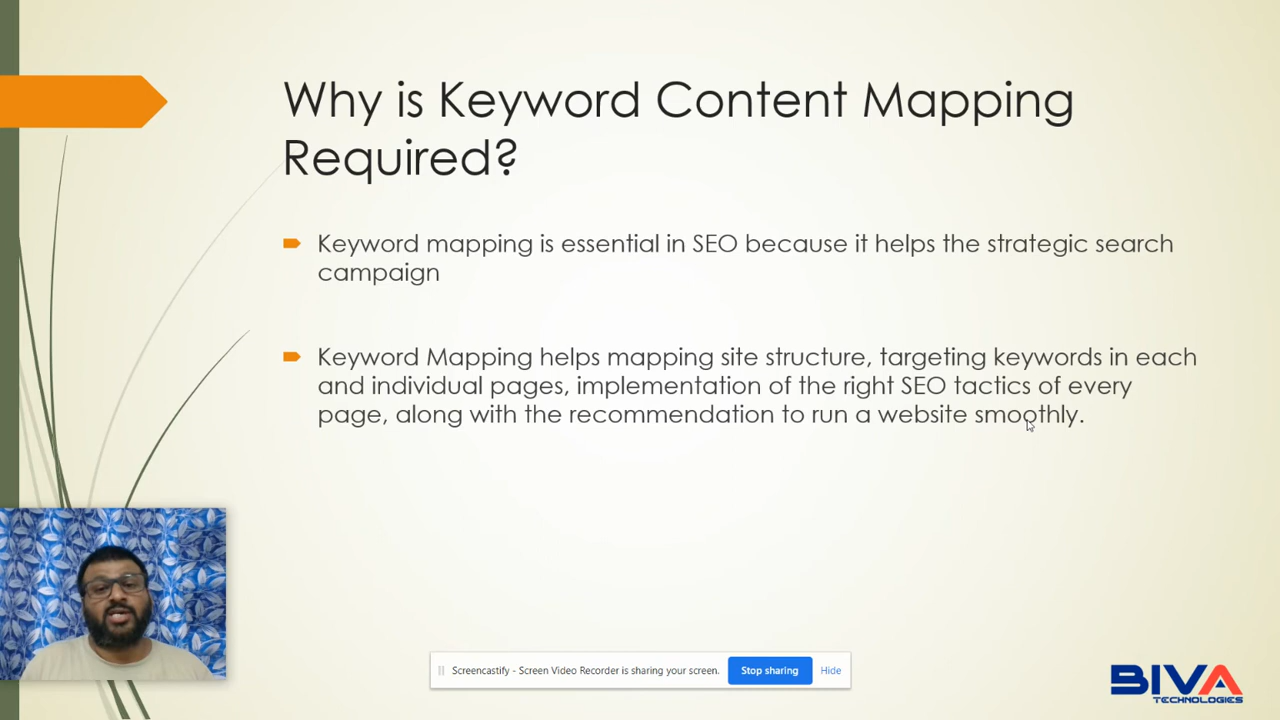 Why is Keyword Content Mapping
Required?
Keyword mapping is essential in SEO because it helps the strategic search
campaign
Keyword Mapping helps mapping site structure, targeting keywords in each
and individual pages, implementation of the right SEO tactics of every
page, along with the recommendation to run a website smoothly.
Screencastify - Screen Video Recorder is sharing your screen.
Stop sharing
Hide
BIVA
TECHNOLOGIES